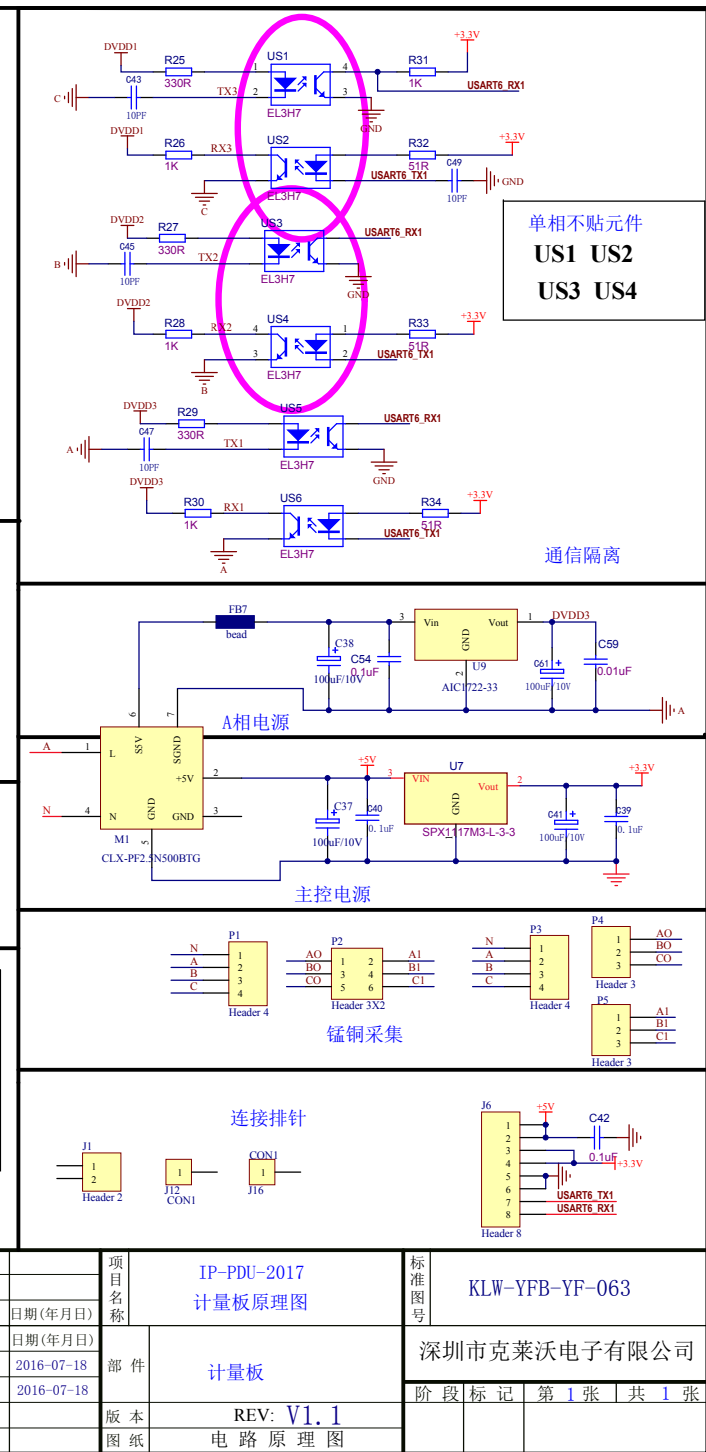 +3.3V
DVDD1
US1
R25
R31
1
4
330R
1K
C43
TX3
2
3
USART6_RX1
C
10PF
EL3H7
GND
DVDD1
+3.3V
R26
RX3
US2
R32
1K
51R
C49
USART6_TX1
GND
10PF
C
EL3H7
单相不贴元件
US1 US2
US3 US4
DVDD2
R27
US3
USART6_RX1
C45
330R
TX2
B
10PF
EL3H7
GND
DVDD2
+3.3V
R28
RX2
US4
R33
4
1
1K
51R
3
2
USART6_TX1
B
EL3H7
DVDD3
R29
US5
USART6_RX1
C47
330R
TX1
A
10PF
EL3H7
GND
DVDD3
R30
RX1
US6
R34
+3.3V
1K
51R
USART6_TX1
A
EL3H7
通信隔离
FB7
bead
3
Vin
Vout
1
DVDD3
C38
C54
0.1uF
100uF/10V
GND
2
U9
AIC1722-33
C61
100uF/10V
C59
0.01uF
A
A相电源
6
7
S5V
SGND
A
1
L
+5V
2
N
4
N
GND
GND
3
5
M1
CLX-PF2.5N500BTG
+5V
3
VIN
U7
Vout
2
+3.3V
GND
1
SPX1117M3-L-3-3
C37
100uF/10V
C40
0.1uF
C41
100uF/10V
C39
0.1uF
主控电源
P1
N
1
A
2
B
3
C
4
Header 4
P2
AO
1
2
A1
BO
3
4
B1
CO
5
6
C1
Header 3X2
P3
N
1
A
2
B
3
C
4
Header 4
P4
1
AO
2
BO
3
CO
Header 3
P5
1
A1
2
B1
3
C1
Header 3
锰铜采集
连接排针
J1
1
2
Header 2
1
J12
CON1
CON1
1
J16
J6
+5V
1
2
3
4
5
6
7
8
C42
0.1uF
+3.3V
USART6_TX1
USART6_RX1
Header 8
项目名称
IP-PDU-2017
计量板原理图
标准图号
KLW-YFB-YF-063
日期(年月日)
日期(年月日)
2016-07-18
2016-07-18
部 件
计量板
深圳市克莱沃电子有限公司
阶 段 标 记 第 1 张 共 1 张
版 本
REV: V1.1
图 纸
电 路 原 理 图